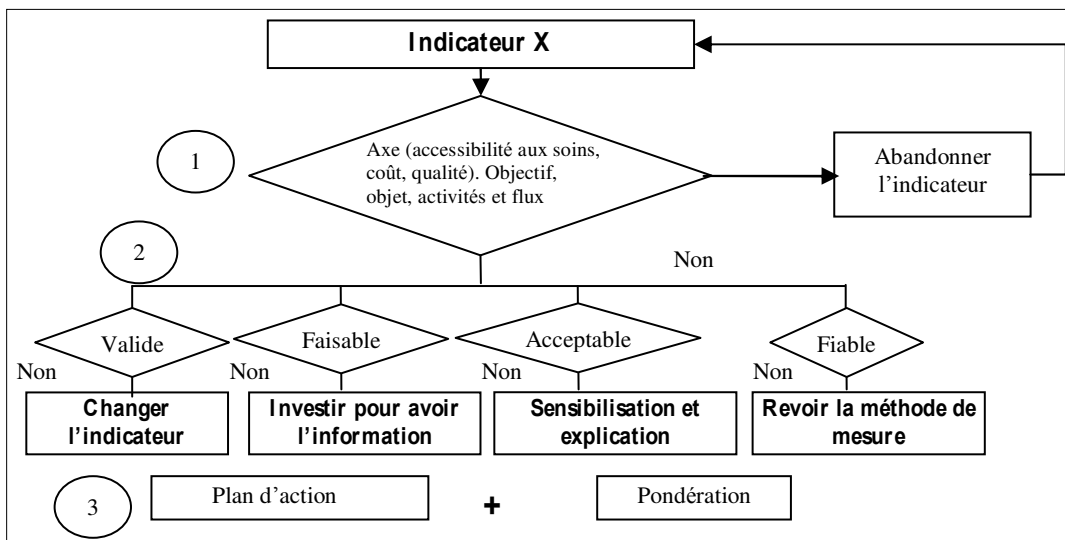 Indicateur X
1
Axe (accessibilité aux soins,
coût, qualité). Objectif,
objet, activités et flux
Abandonner
l'indicateur
2
Non
Valide
Faisable
Acceptable
Fiable
Non
Non
Non
Non
Changer
l'indicateur
Investir pour avoir
l'information
Sensibilisation et
explication
Revoir la méthode de
mesure
3
Plan d'action
+
Pondération